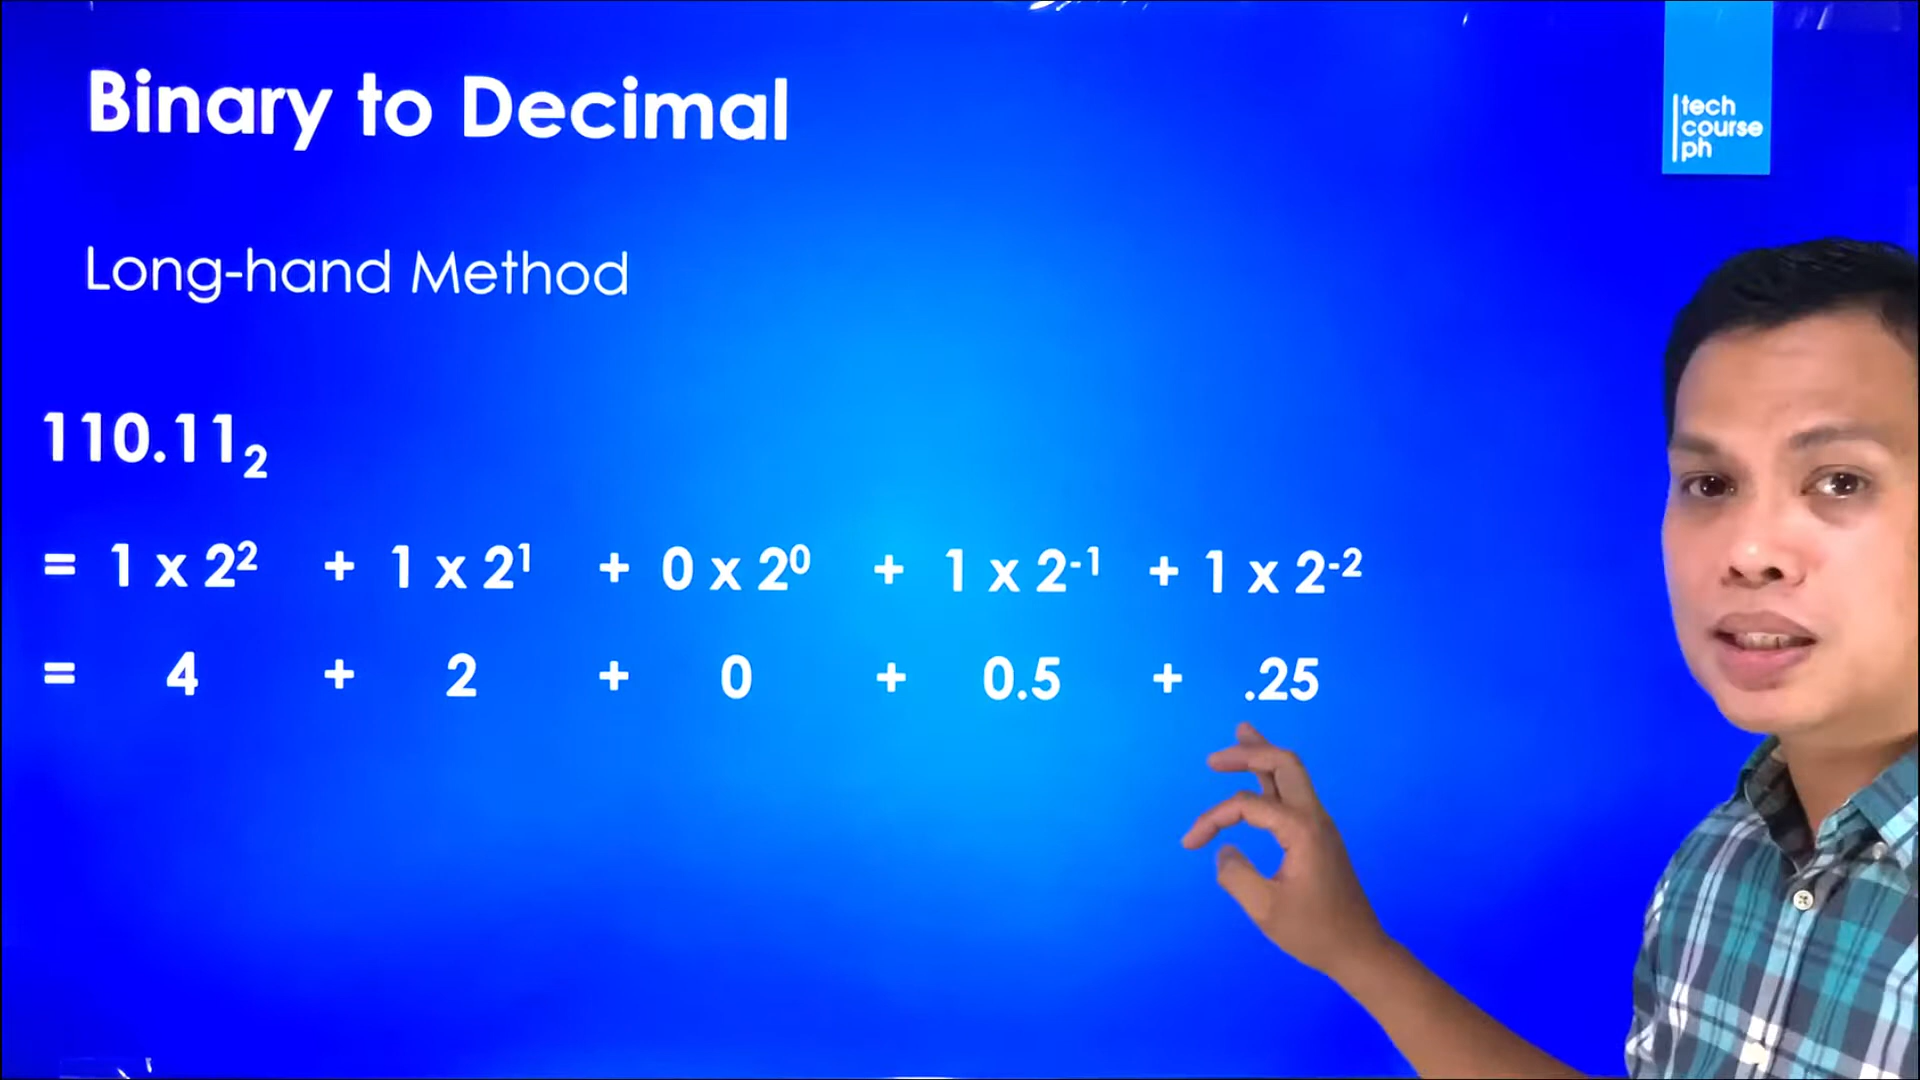 Binary to Decimal
tech
course
ph
Long-hand Method
110.11₂
= 1 x 2² + 1 x 2¹ + 0 x 2⁰ + 1 x 2⁻¹ + 1 x 2⁻²
= 4 + 2 + 0 + 0.5 + .25